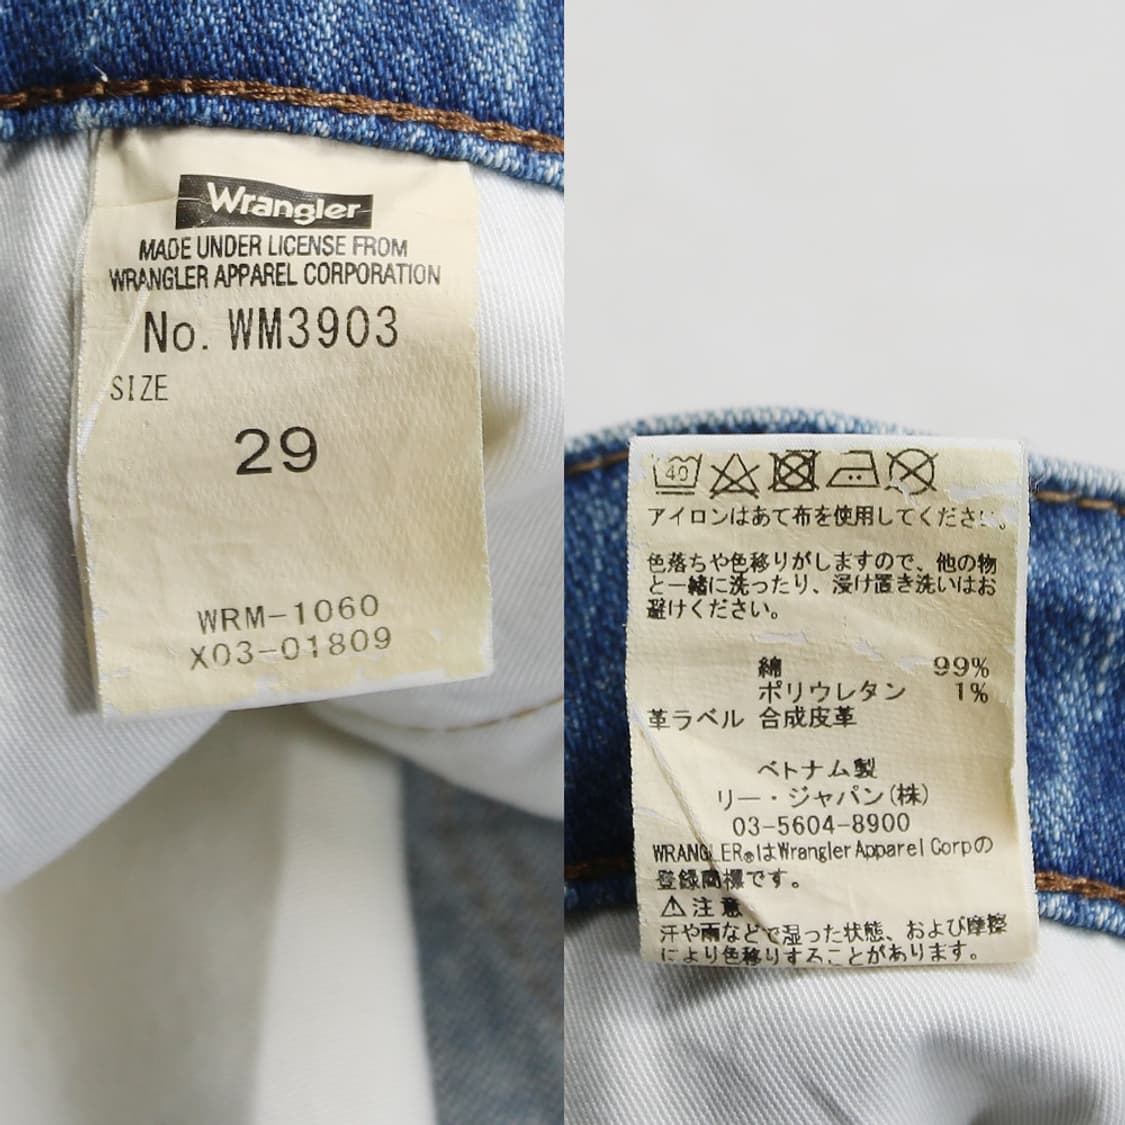 Wrangler
MADE UNDER LICENSE FROM
WRANGLER APPAREL CORPORATION
No. WM3903
SIZE
29
WRM-1060
X03-01809
40
アイロンはあて布を使用してください。
色落ちや色移りがしますので、他の物
と一緒に洗ったり、浸け置き洗いはお
避けください。
綿 99%
ポリウレタン 1%
革ラベル 合成皮革
ベトナム製
リー・ジャパン(株)
03-5604-8900
WRANGLER®はWrangler Apparel Corpの
登録商標です。
⚠注意
汗や雨などで湿った状態、および摩擦
により色移りすることがあります。